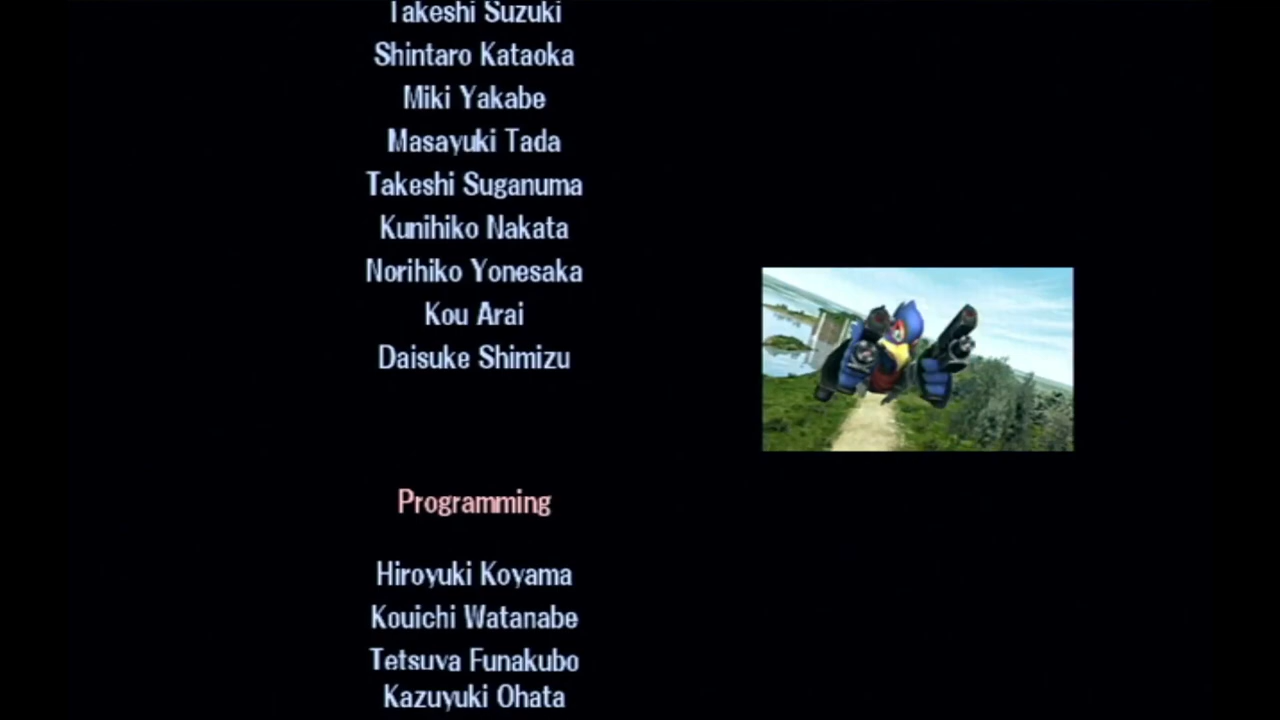 Takeshi Suzuki
Shintaro Kataoka
Miki Yakabe
Masayuki Tada
Takeshi Suganuma
Kunihiko Nakata
Norihiko Yonesaka
Kou Arai
Daisuke Shimizu
Programming
Hiroyuki Koyama
Kouichi Watanabe
Tetsuya Funakubo
Kazuyuki Ohata